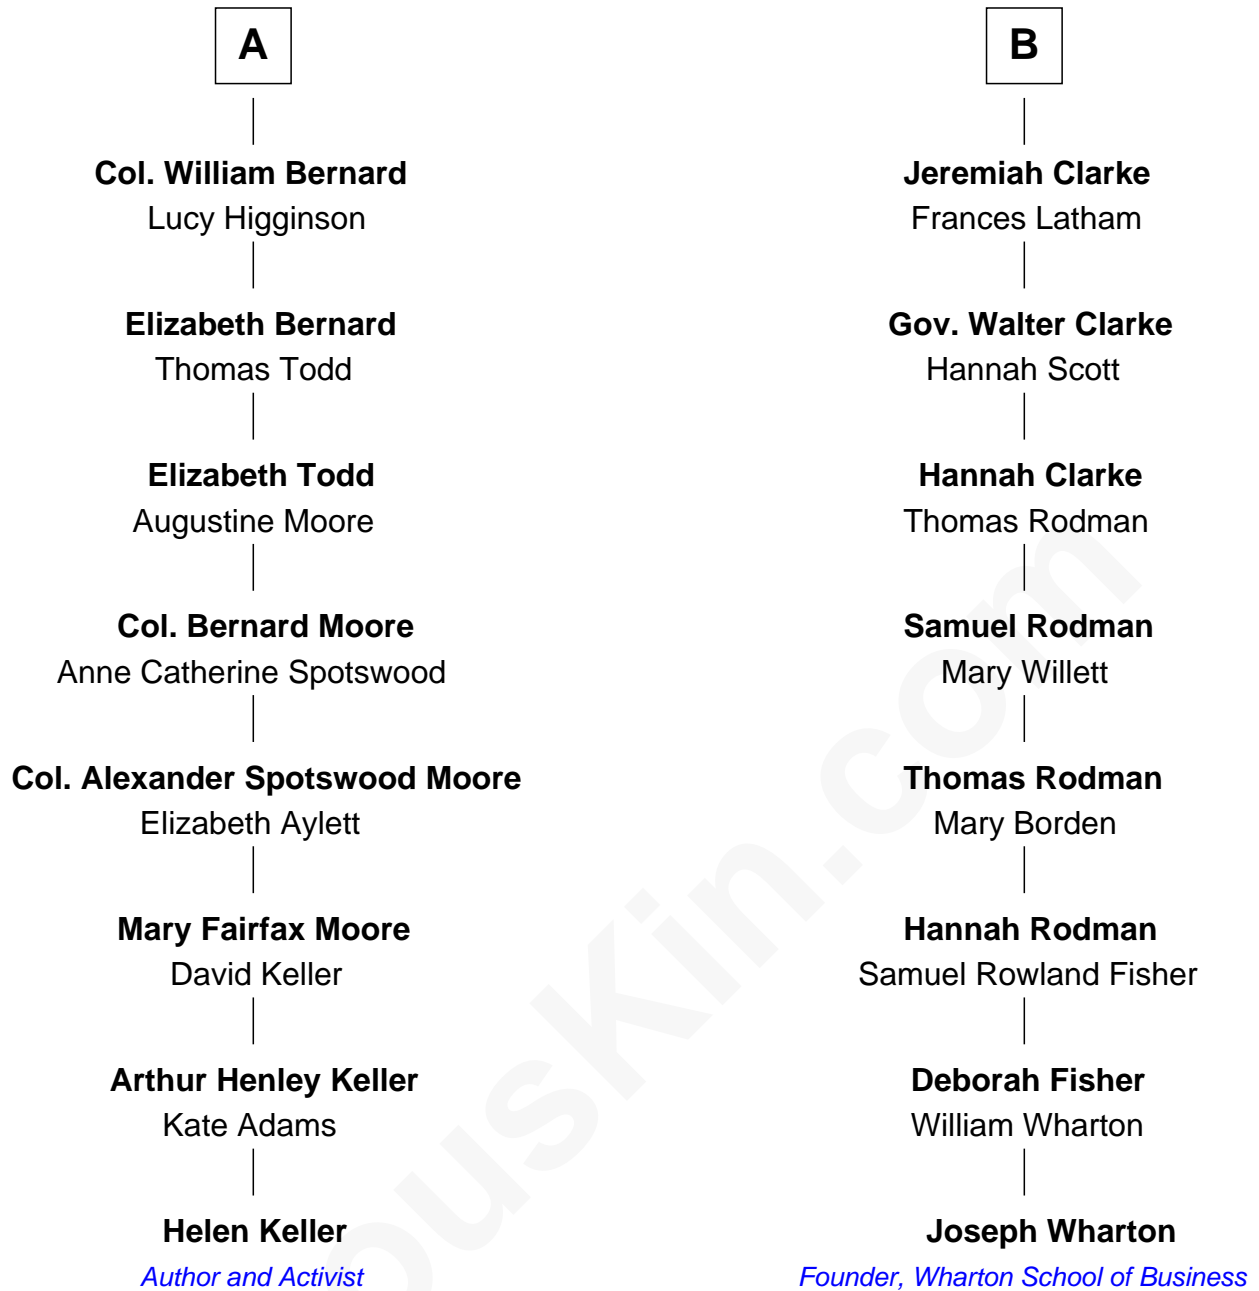 A
Col. William Bernard
Lucy Higginson
Elizabeth Bernard
Thomas Todd
Elizabeth Todd
Augustine Moore
Col. Bernard Moore
Anne Catherine Spotswood
Col. Alexander Spotswood Moore
Elizabeth Aylett
Mary Fairfax Moore
David Keller
Arthur Henley Keller
Kate Adams
Helen Keller
Author and Activist
B
Jeremiah Clarke
Frances Latham
Gov. Walter Clarke
Hannah Scott
Hannah Clarke
Thomas Rodman
Samuel Rodman
Mary Willett
Thomas Rodman
Mary Borden
Hannah Rodman
Samuel Rowland Fisher
Deborah Fisher
William Wharton
Joseph Wharton
Founder, Wharton School of Business
ousKin.com